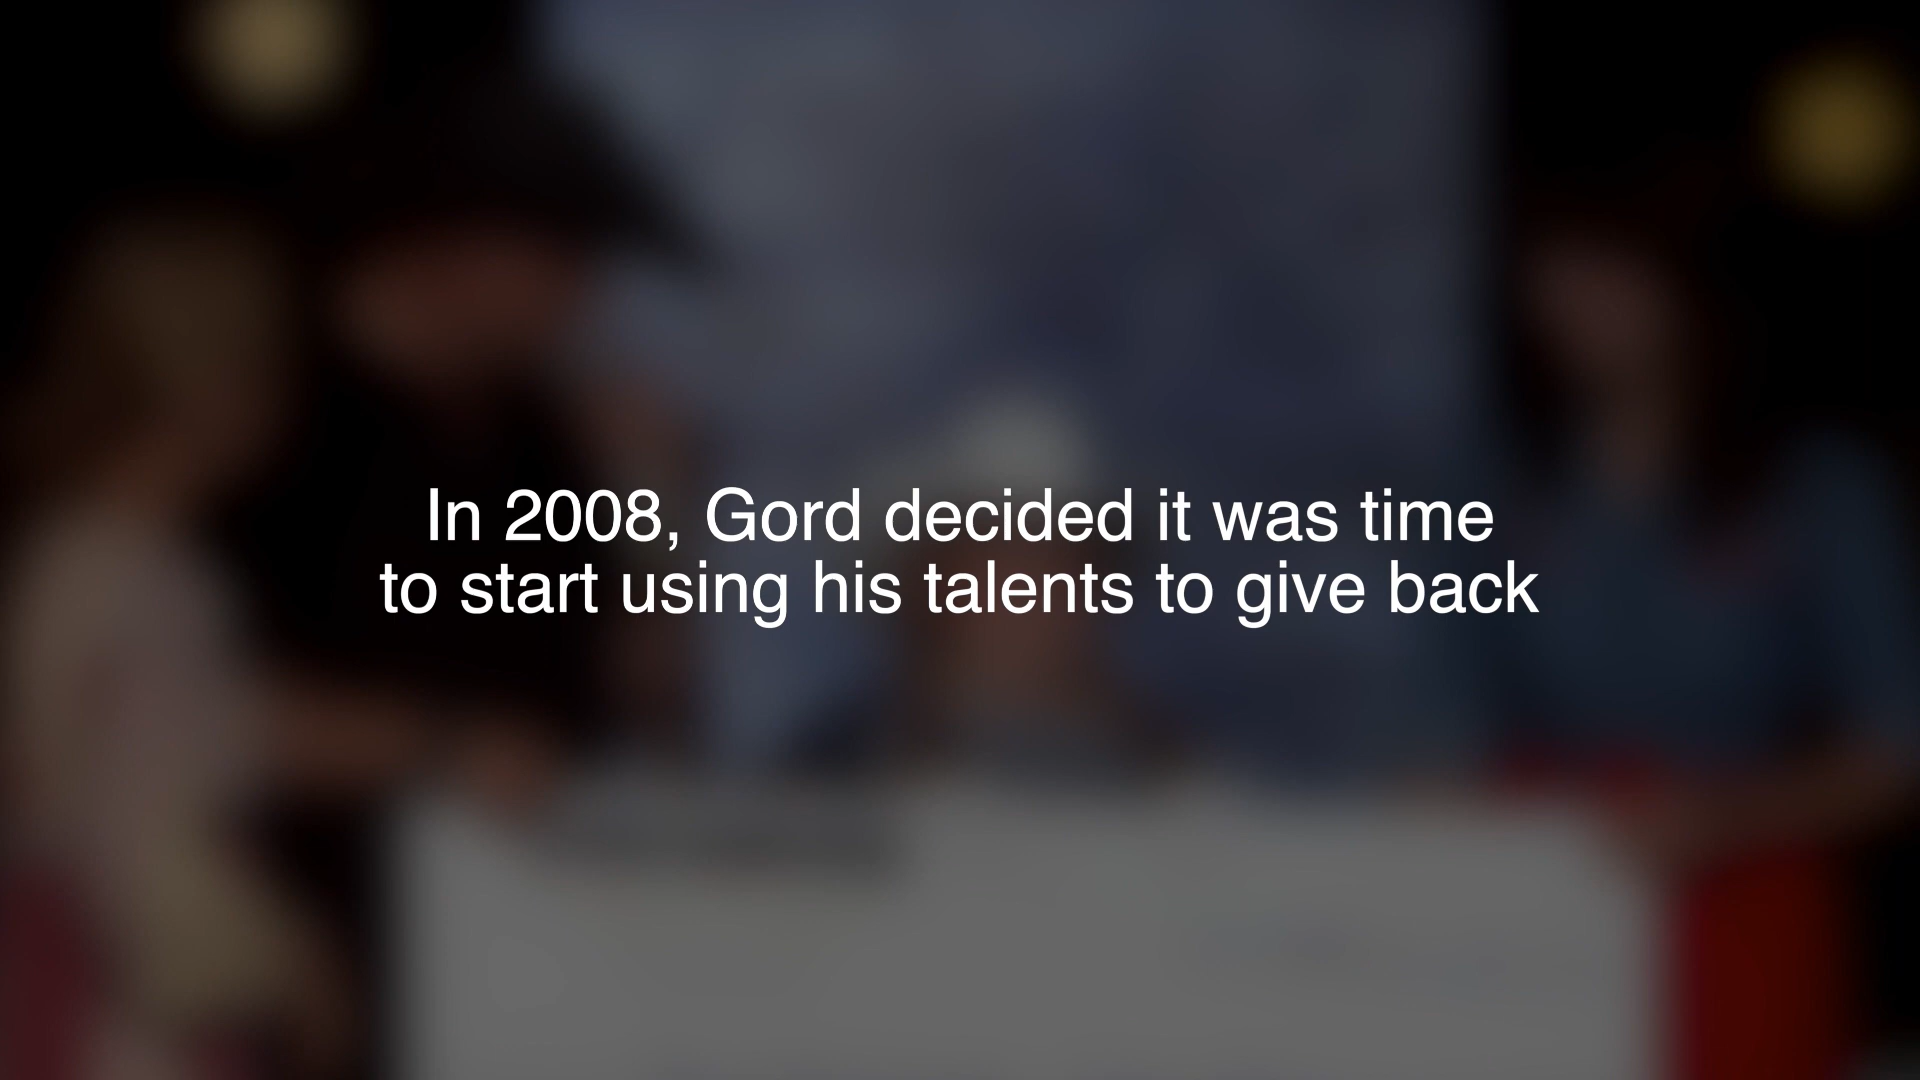 In 2008, Gord decided it was time
to start using his talents to give back